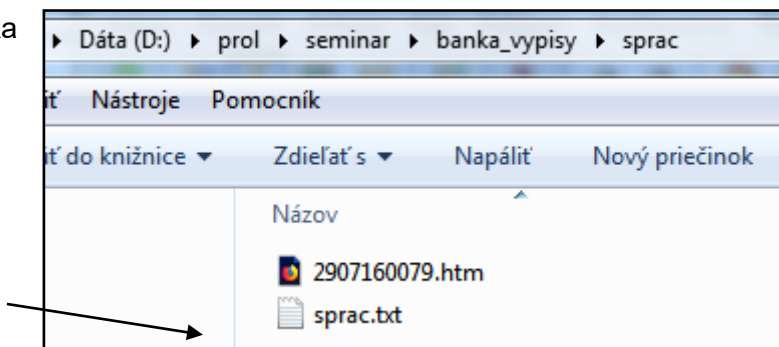 Dáta (D:) ▸ prol ▸ seminar ▸ banka_vypisy ▸ sprac
Nástroje Pomocník
do knižnice Zdieľať s Napáliť Nový priečinok
Názov
2907160079.htm
sprac.txt